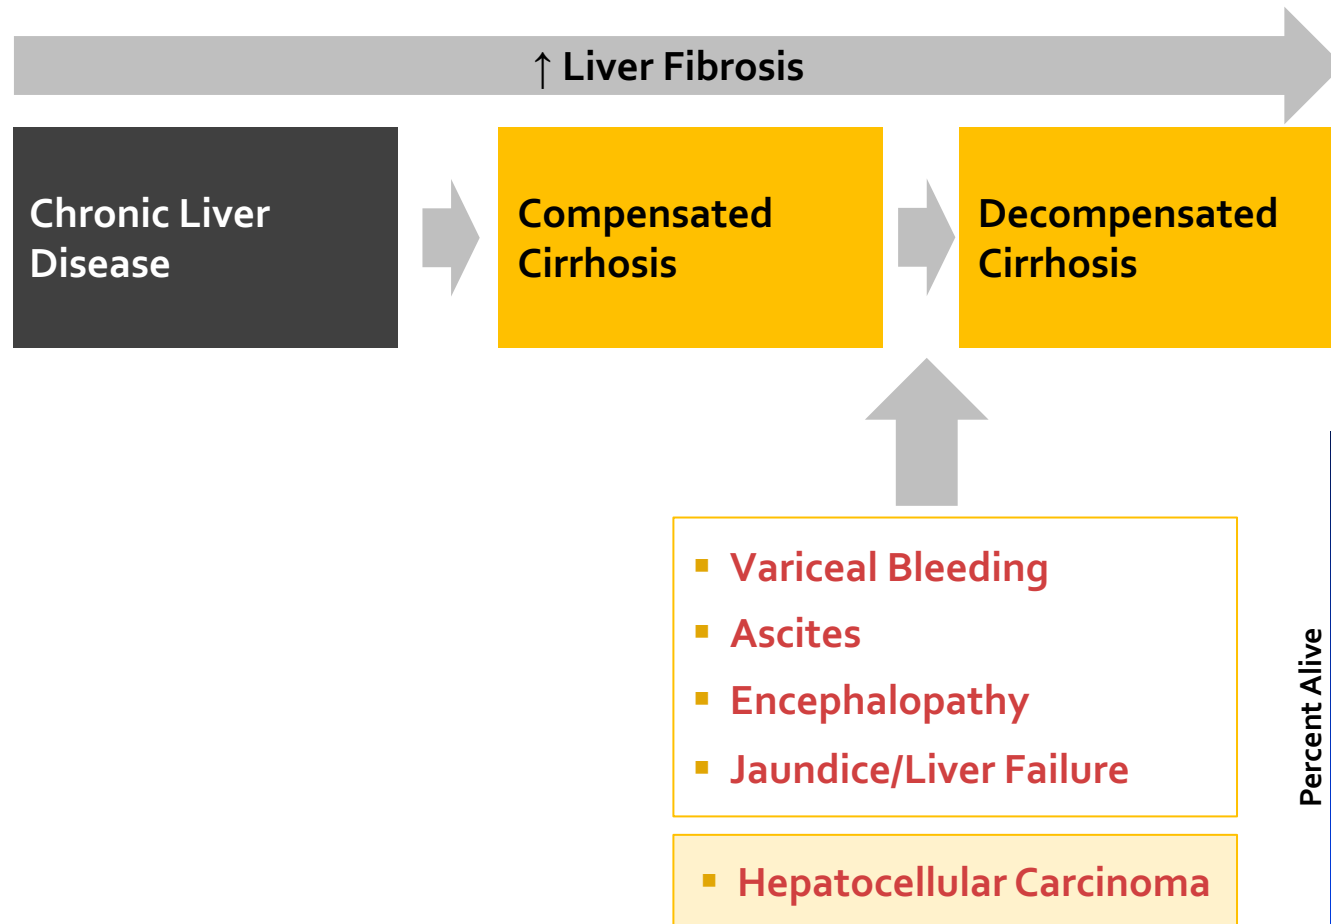 ↑ Liver Fibrosis
Chronic Liver
Disease
Compensated
Cirrhosis
Decompensated
Cirrhosis
▪ Variceal Bleeding
▪ Ascites
▪ Encephalopathy
▪ Jaundice/Liver Failure
▪ Hepatocellular Carcinoma
Percent Alive